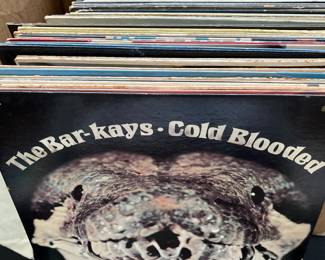 The Bar-kays · Cold Blooded